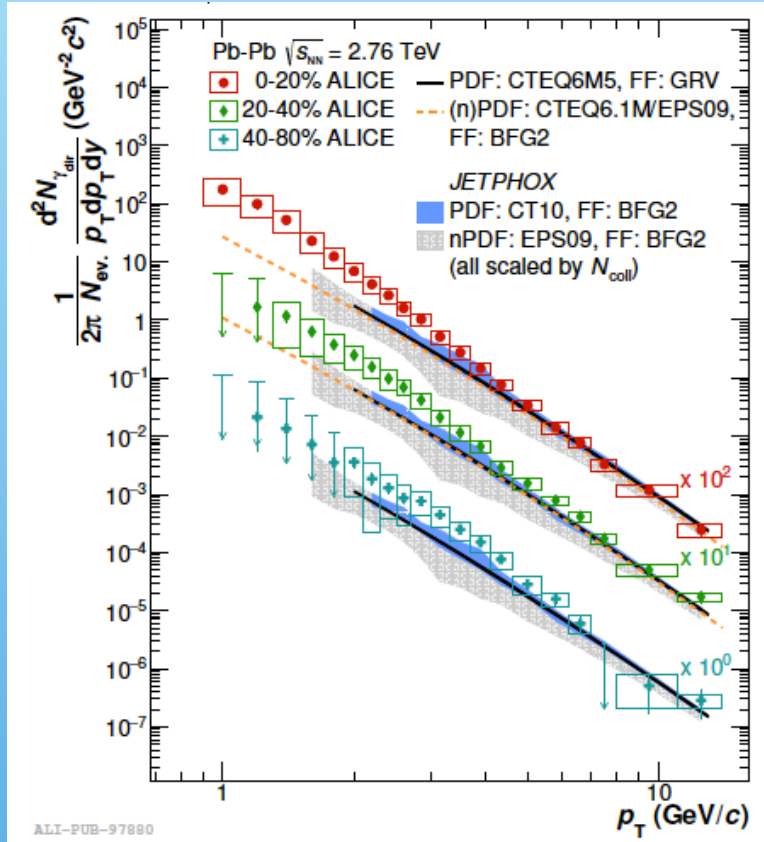 Pb-Pb √s_NN = 2.76 TeV
0-20% ALICE
20-40% ALICE
40-80% ALICE
PDF: CTEQ6M5, FF: GRV
(n)PDF: CTEQ6.1M/EPS09,
FF: BFG2
JETPHOX
PDF: CT10, FF: BFG2
nPDF: EPS09, FF: BFG2
(all scaled by N_coll)
1/(2π N_ev.) d²N_γdir/(p_T dp_T dy) (GeV⁻²c²)
10⁵
10⁴
10³
10²
10
1
10⁻¹
10⁻²
10⁻³
10⁻⁴
10⁻⁵
10⁻⁶
10⁻⁷
x 10²
x 10¹
x 10⁰
1
10
p_T (GeV/c)
ALI-PUB-97880